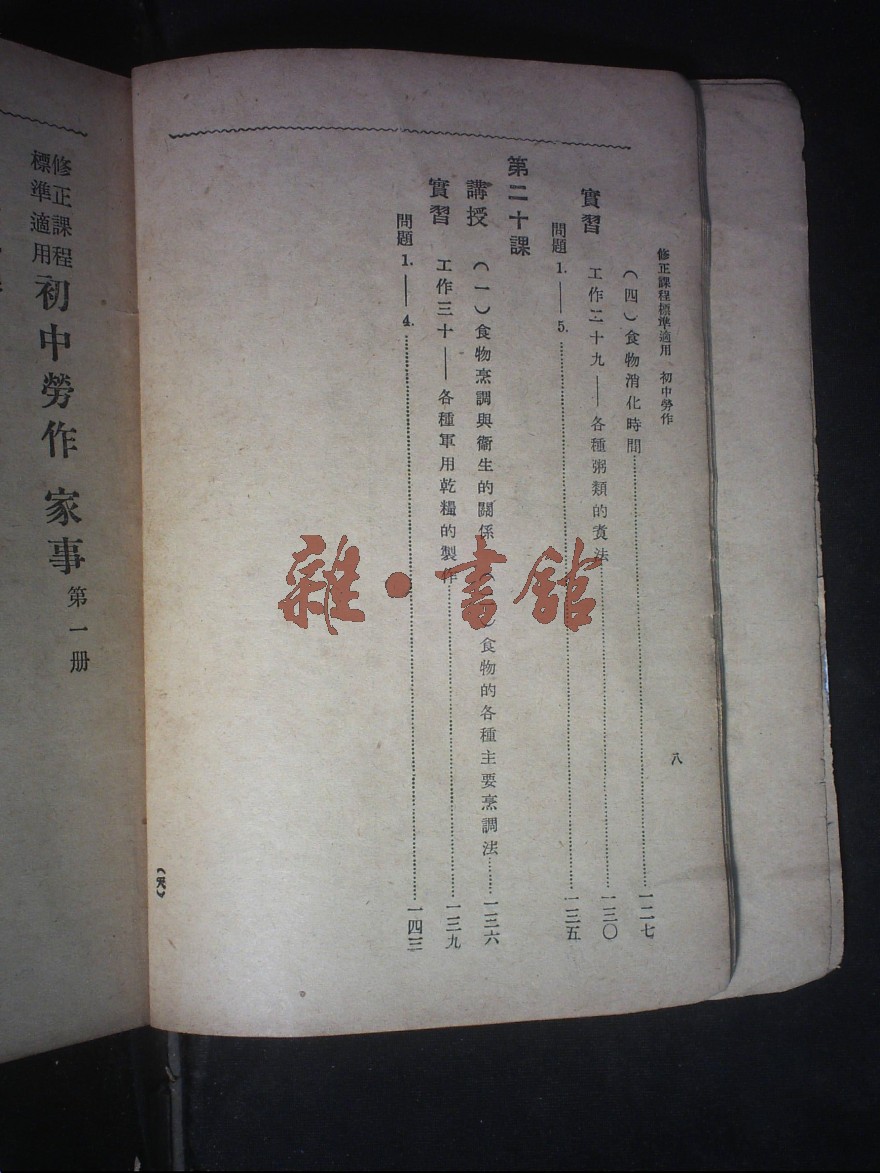 修正課程標準適用 初中勞作
八
(四)食物消化時間……一二七
實習 工作二十九——各種粥類的煑法……一三〇
問題 1.——5.……一三五
第二十課
講授 (一)食物烹調與衞生的關係 食物的各種主要烹調法……一三六
實習 工作三十——各種軍用乾糧的製作……一三九
問題 1.——4.……一四三
修正課程標準適用 初中勞作 家事 第一册
雜·書館